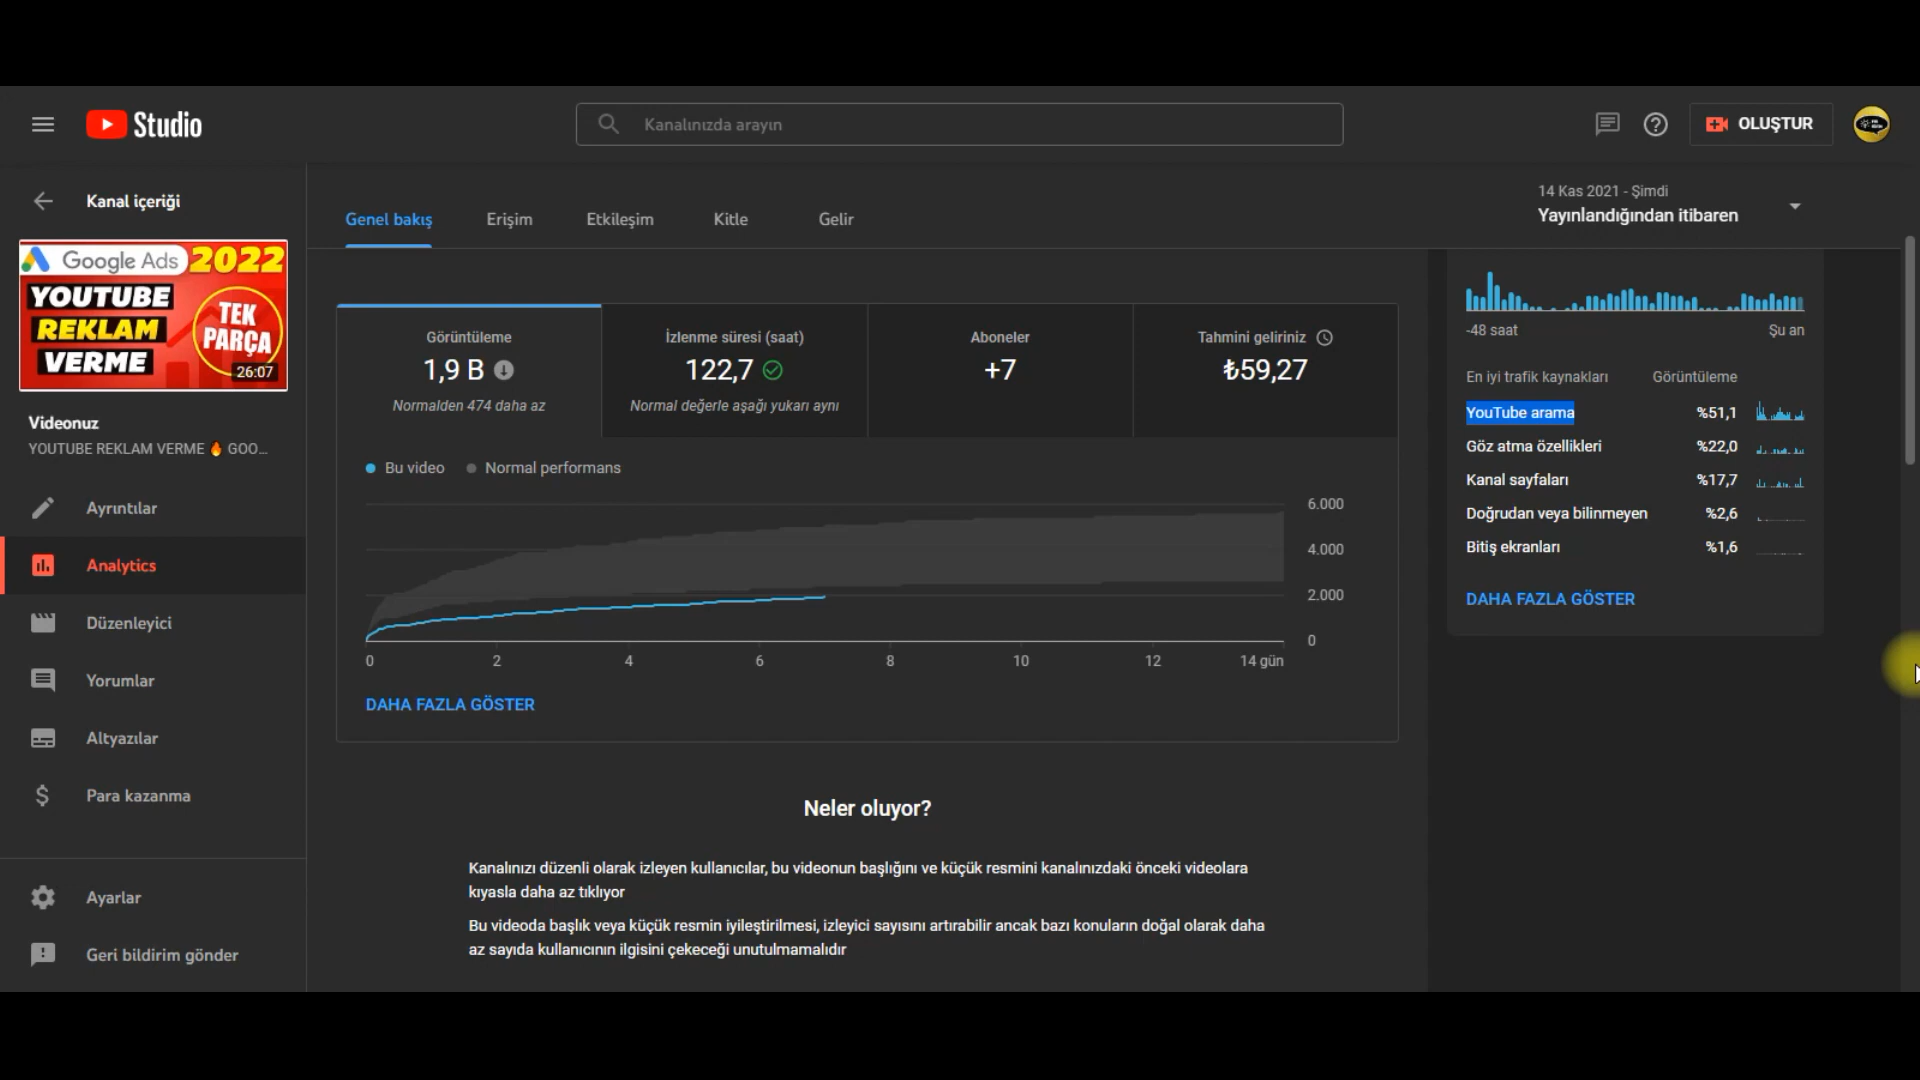 Studio
Kanalınızda arayın
OLUŞTUR
Kanal içeriği
Google Ads 2022
YOUTUBE
REKLAM
VERME
TEK
PARÇA
26:07
Videonuz
YOUTUBE REKLAM VERME 🔥 GOO...
Ayrıntılar
Analytics
Düzenleyici
Yorumlar
Altyazılar
Para kazanma
Ayarlar
Geri bildirim gönder
Genel bakış
Erişim
Etkileşim
Kitle
Gelir
14 Kas 2021 - Şimdi
Yayınlandığından itibaren
Görüntüleme
1,9 B
Normalden 474 daha az
İzlenme süresi (saat)
122,7
Normal değerle aşağı yukarı aynı
Aboneler
+7
Tahmini geliriniz
₺59,27
Bu video
Normal performans
6.000
4.000
2.000
0
0 2 4 6 8 10 12 14 gün
DAHA FAZLA GÖSTER
Neler oluyor?
Kanalınızı düzenli olarak izleyen kullanıcılar, bu videonun başlığını ve küçük resmini kanalınızdaki önceki videolara
kıyasla daha az tıklıyor
Bu videoda başlık veya küçük resmin iyileştirilmesi, izleyici sayısını artırabilir ancak bazı konuların doğal olarak daha
az sayıda kullanıcının ilgisini çekeceği unutulmamalıdır
-48 saat Şu an
En iyi trafik kaynakları Görüntüleme
YouTube arama %51,1
Göz atma özellikleri %22,0
Kanal sayfaları %17,7
Doğrudan veya bilinmeyen %2,6
Bitiş ekranları %1,6
DAHA FAZLA GÖSTER